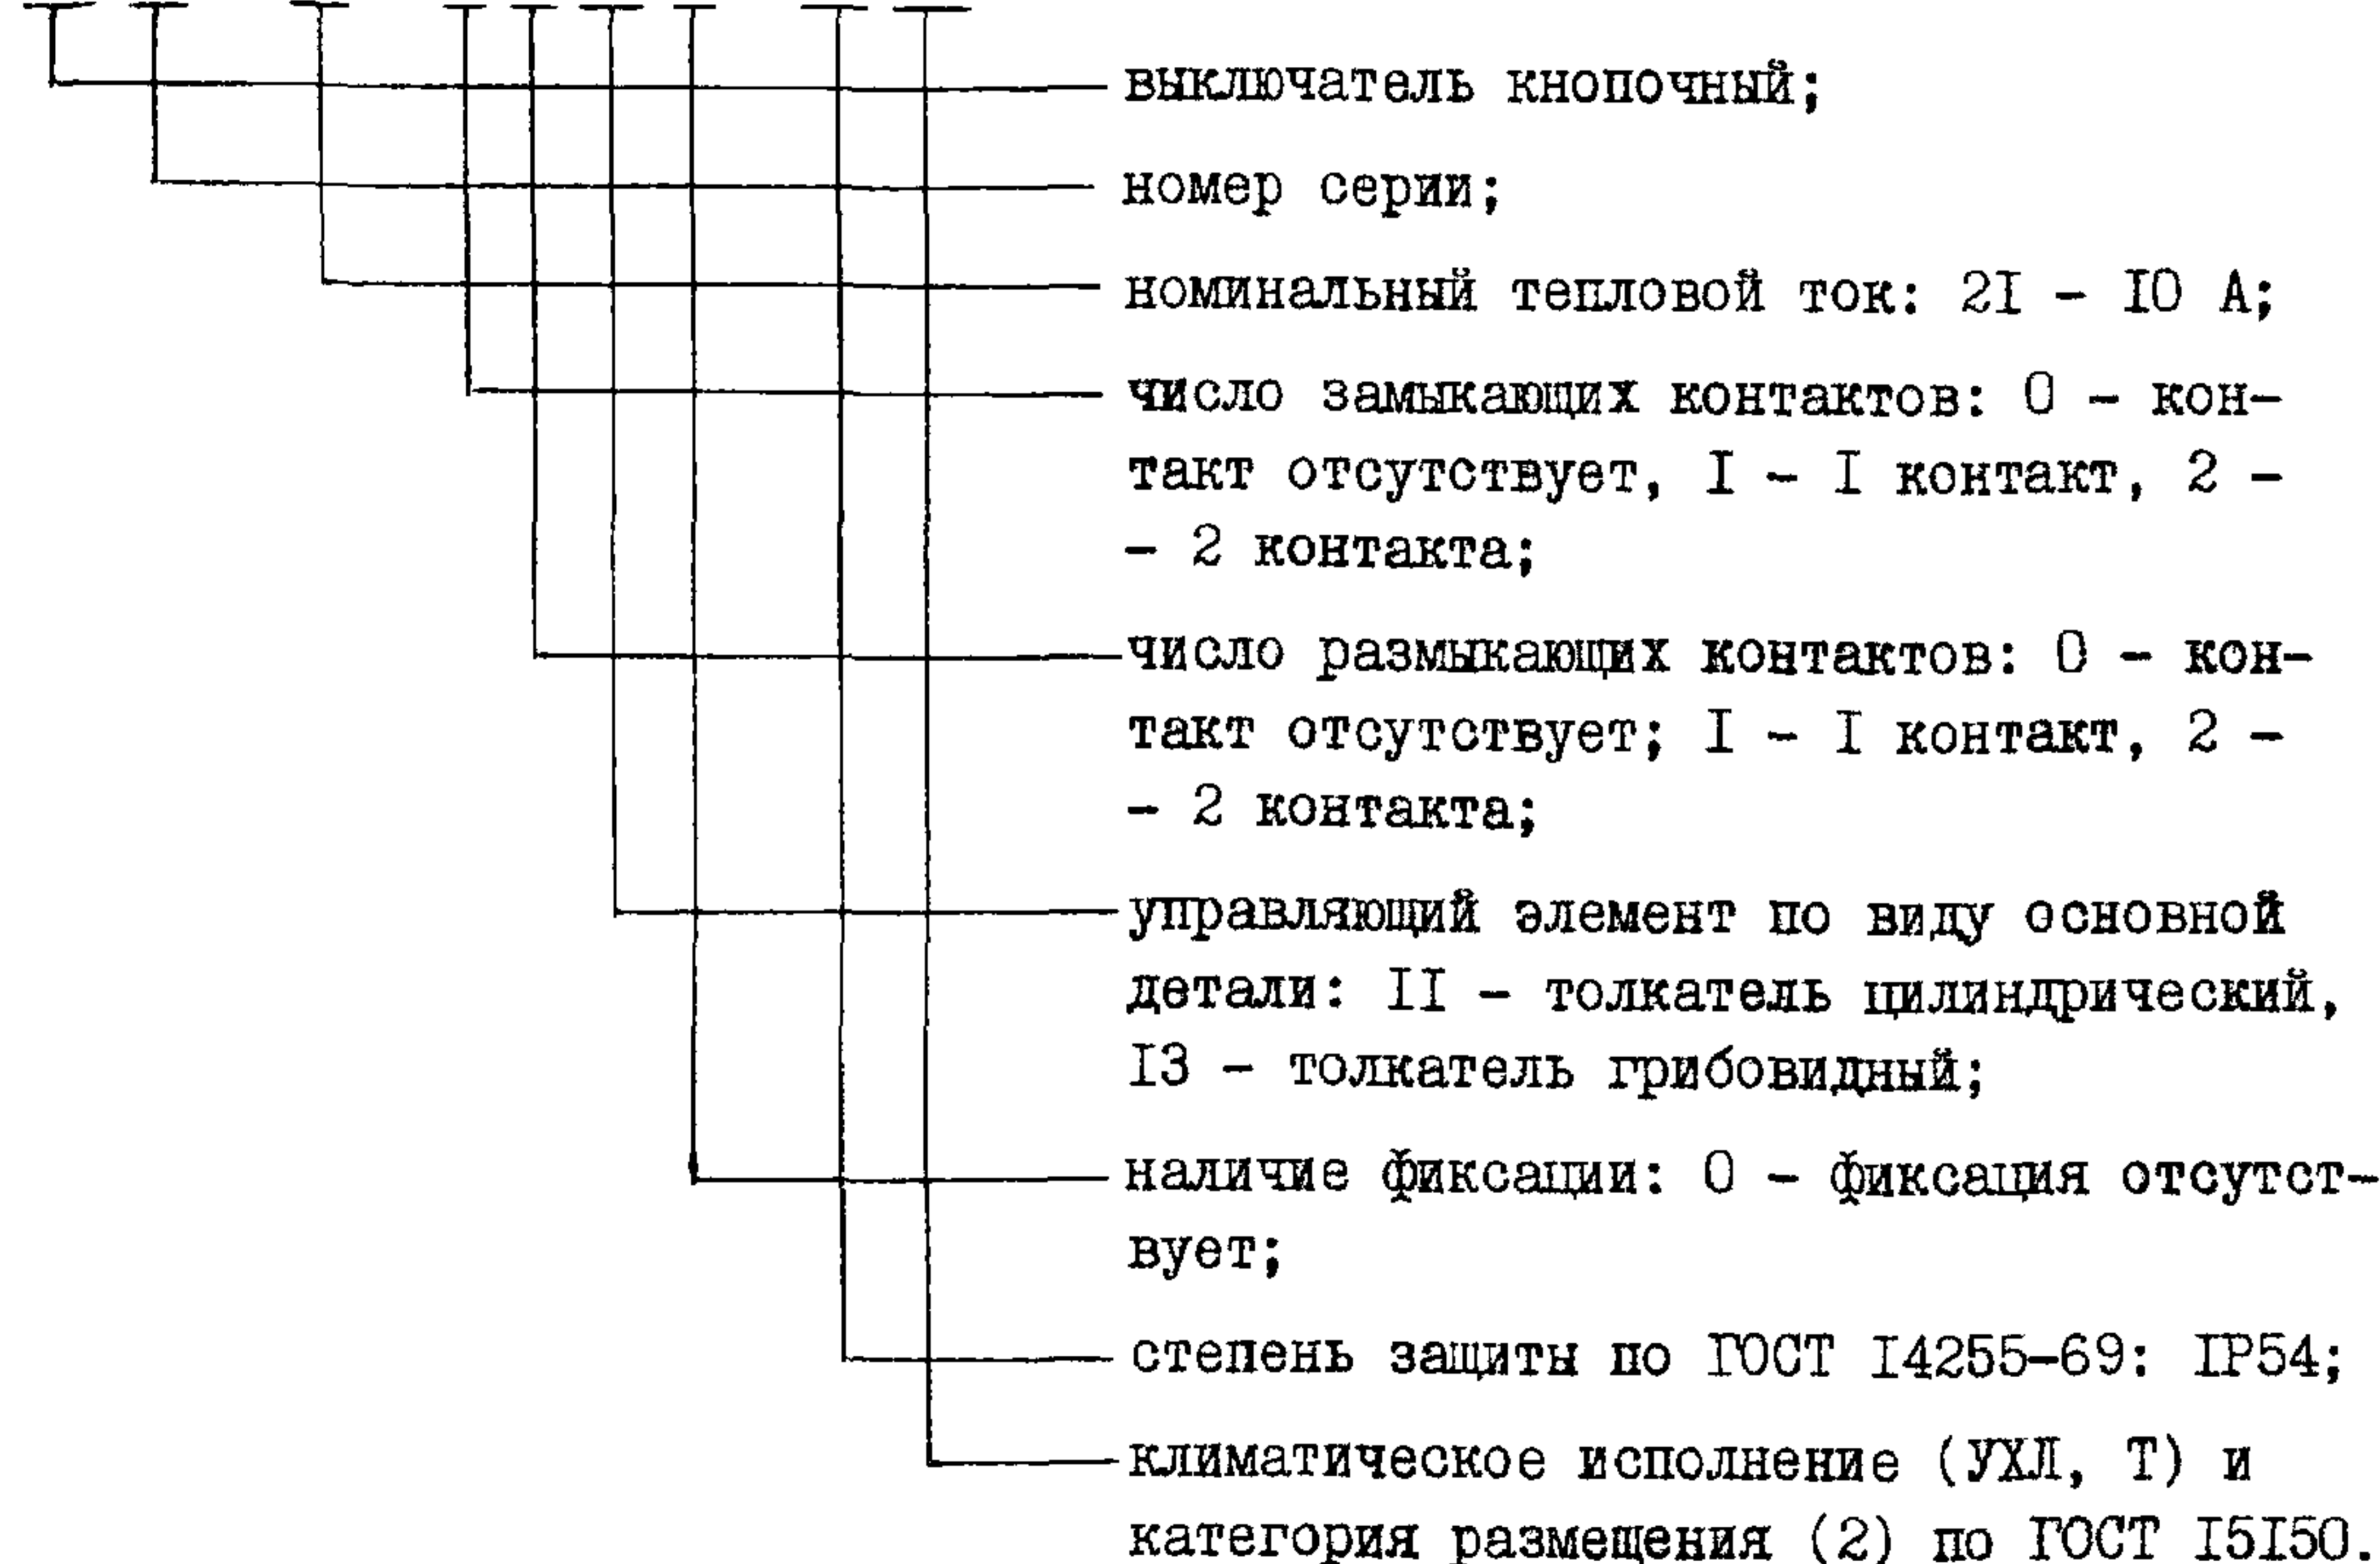 выключатель кнопочный;
номер серии;
номинальный тепловой ток: 2I - I0 А;
число замыкающих контактов: 0 - кон-
такт отсутствует, I - I контакт, 2 -
- 2 контакта;
число размыкающих контактов: 0 - кон-
такт отсутствует; I - I контакт, 2 -
- 2 контакта;
управляющий элемент по виду основной
детали: II - толкатель цилиндрический,
I3 - толкатель грибовидный;
наличие фиксации: 0 - фиксация отсутст-
вует;
степень защиты по ГОСТ I4255-69: IP54;
климатическое исполнение (УХЛ, Т) и
категория размещения (2) по ГОСТ I5I50.